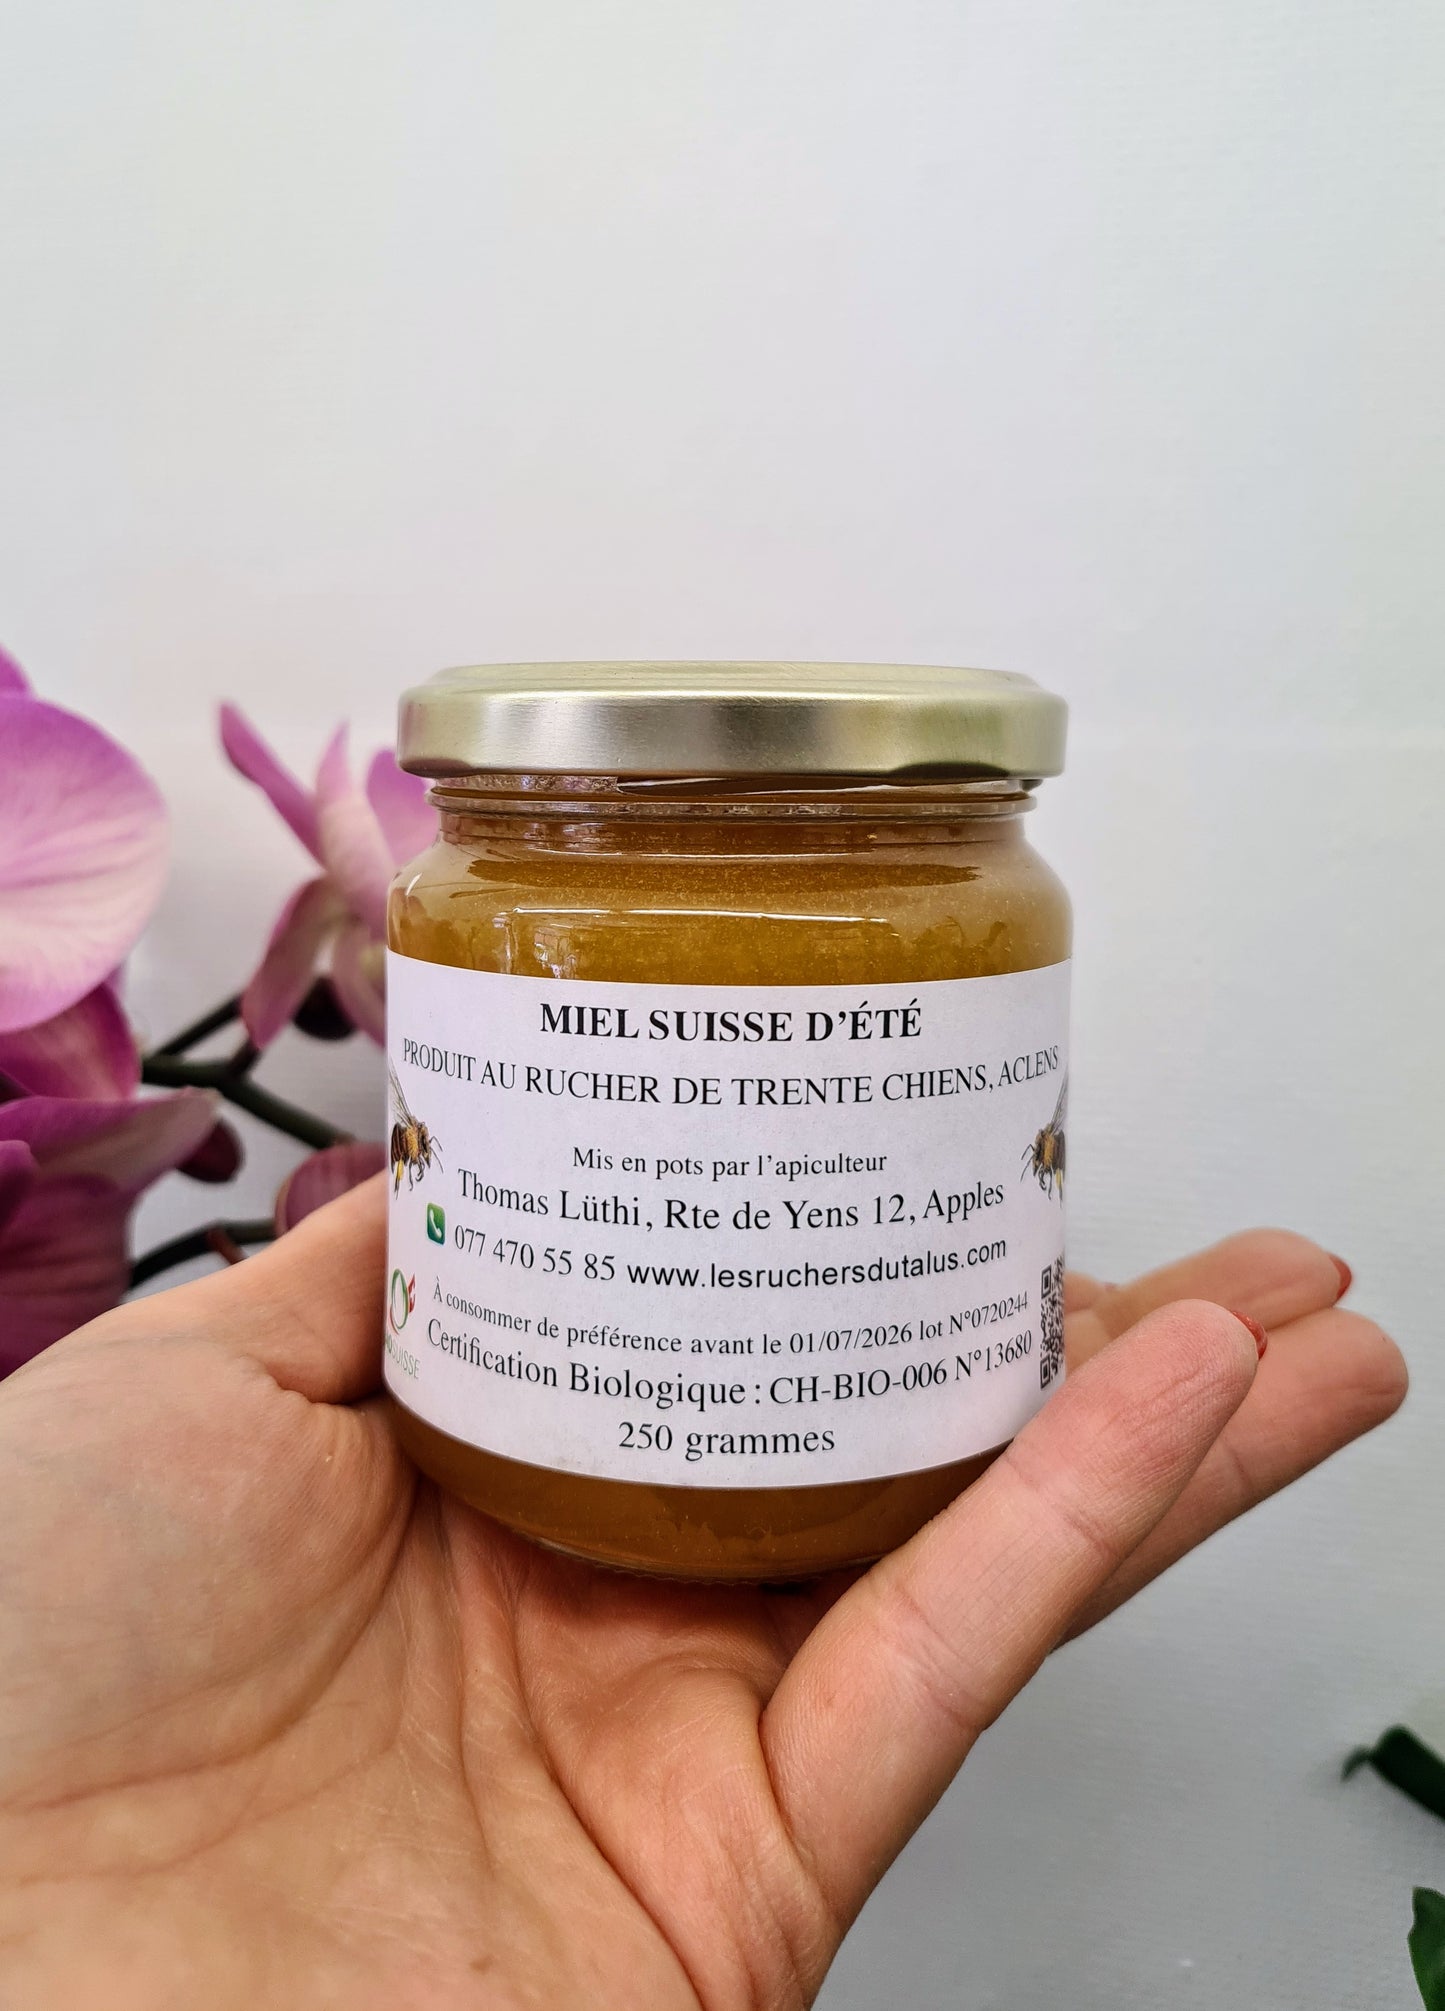 MIEL SUISSE D'ÉTÉ
PRODUIT AU RUCHER DE TRENTE CHIENS, ACLENS
Mis en pots par l'apiculteur
Thomas Lüthi, Rte de Yens 12, Apples
077 470 55 85 www.lesruchersdutalus.com
À consommer de préférence avant le 01/07/2026 lot N°0720244
Certification Biologique : CH-BIO-006 N°13680
250 grammes
SUISSE